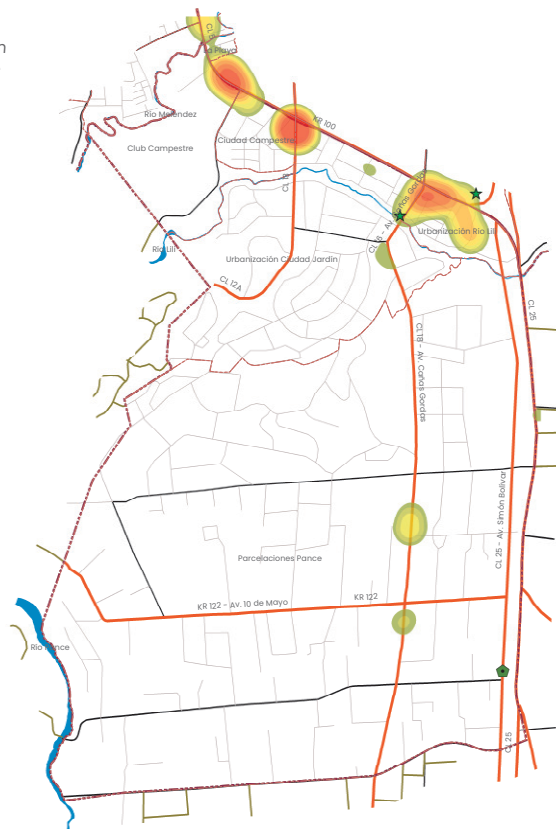 La Playa
KR 100
Río Meléndez
Ciudad Campestre
Club Campestre
CL 18
CL 16 - Av. Cañas Gordas
Urbanización Río Lili
Río Lili
Urbanización Ciudad Jardín
CL 12A
CL 25
CL 18 - Av. Cañas Gordas
CL 25 - Av. Simón Bolívar
Parcelaciones Pance
KR 122 - Av. 10 de Mayo
KR 122
Río Pance
CL 25